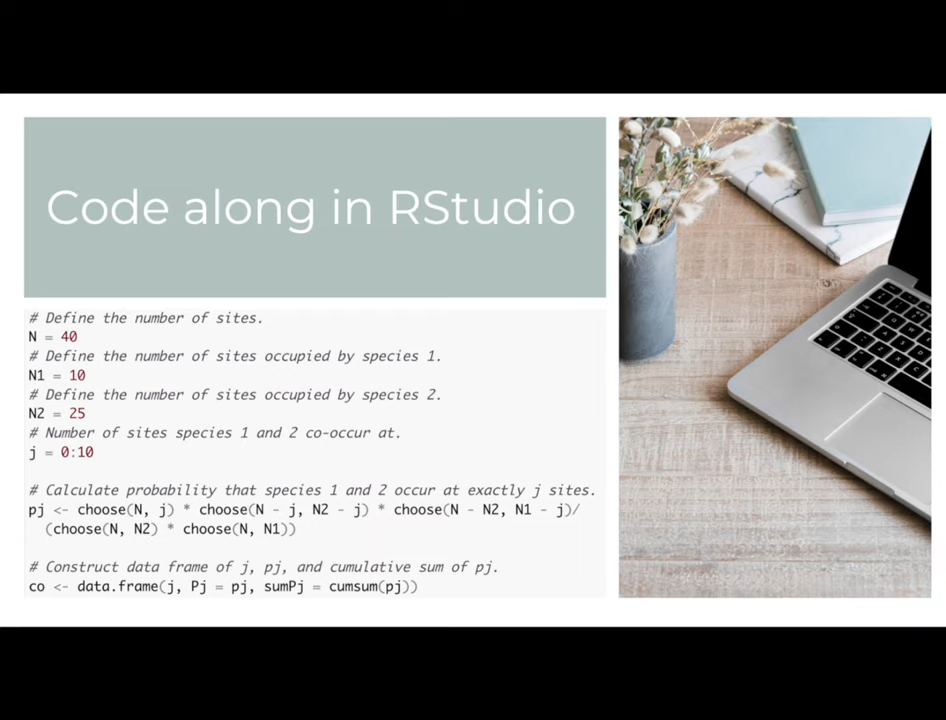 Code along in RStudio
# Define the number of sites.
N = 40
# Define the number of sites occupied by species 1.
N1 = 10
# Define the number of sites occupied by species 2.
N2 = 25
# Number of sites species 1 and 2 co-occur at.
j = 0:10
# Calculate probability that species 1 and 2 occur at exactly j sites.
pj <- choose(N, j) * choose(N - j, N2 - j) * choose(N - N2, N1 - j)/
(choose(N, N2) * choose(N, N1))
# Construct data frame of j, pj, and cumulative sum of pj.
co <- data.frame(j, Pj = pj, sumPj = cumsum(pj))